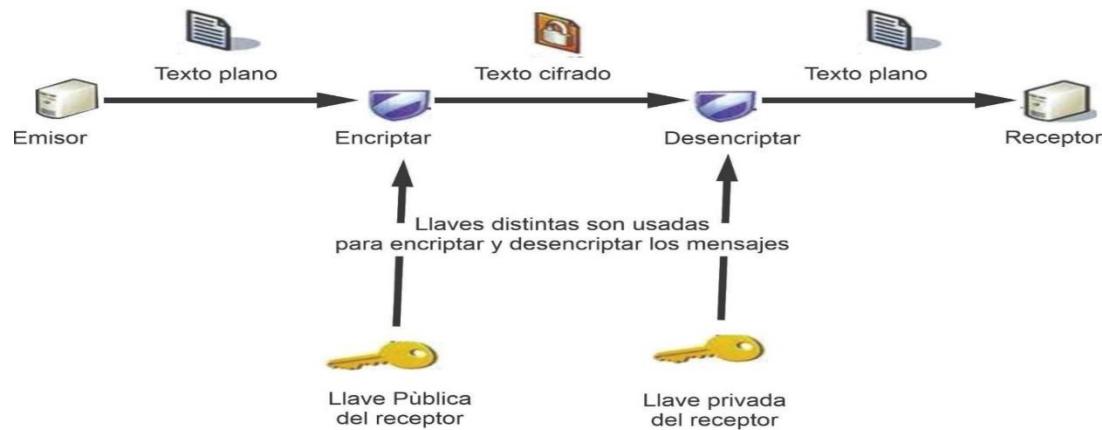 Texto plano
Texto cifrado
Texto plano
Emisor
Encriptar
Desencriptar
Receptor
Llaves distintas son usadas
para encriptar y desencriptar los mensajes
Llave Pùblica
del receptor
Llave privada
del receptor